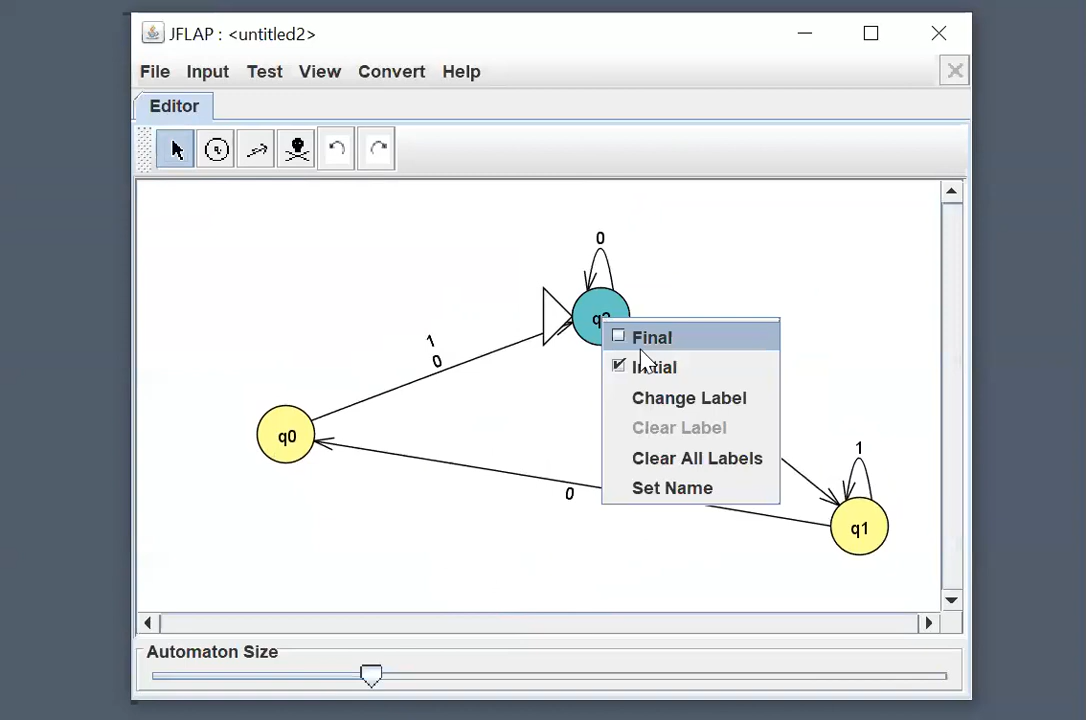 JFLAP : <untitled2>
File Input Test View Convert Help
Editor
0
1
0
Final
Initial
Change Label
Clear Label
Clear All Labels
Set Name
q0
0
1
q1
Automaton Size